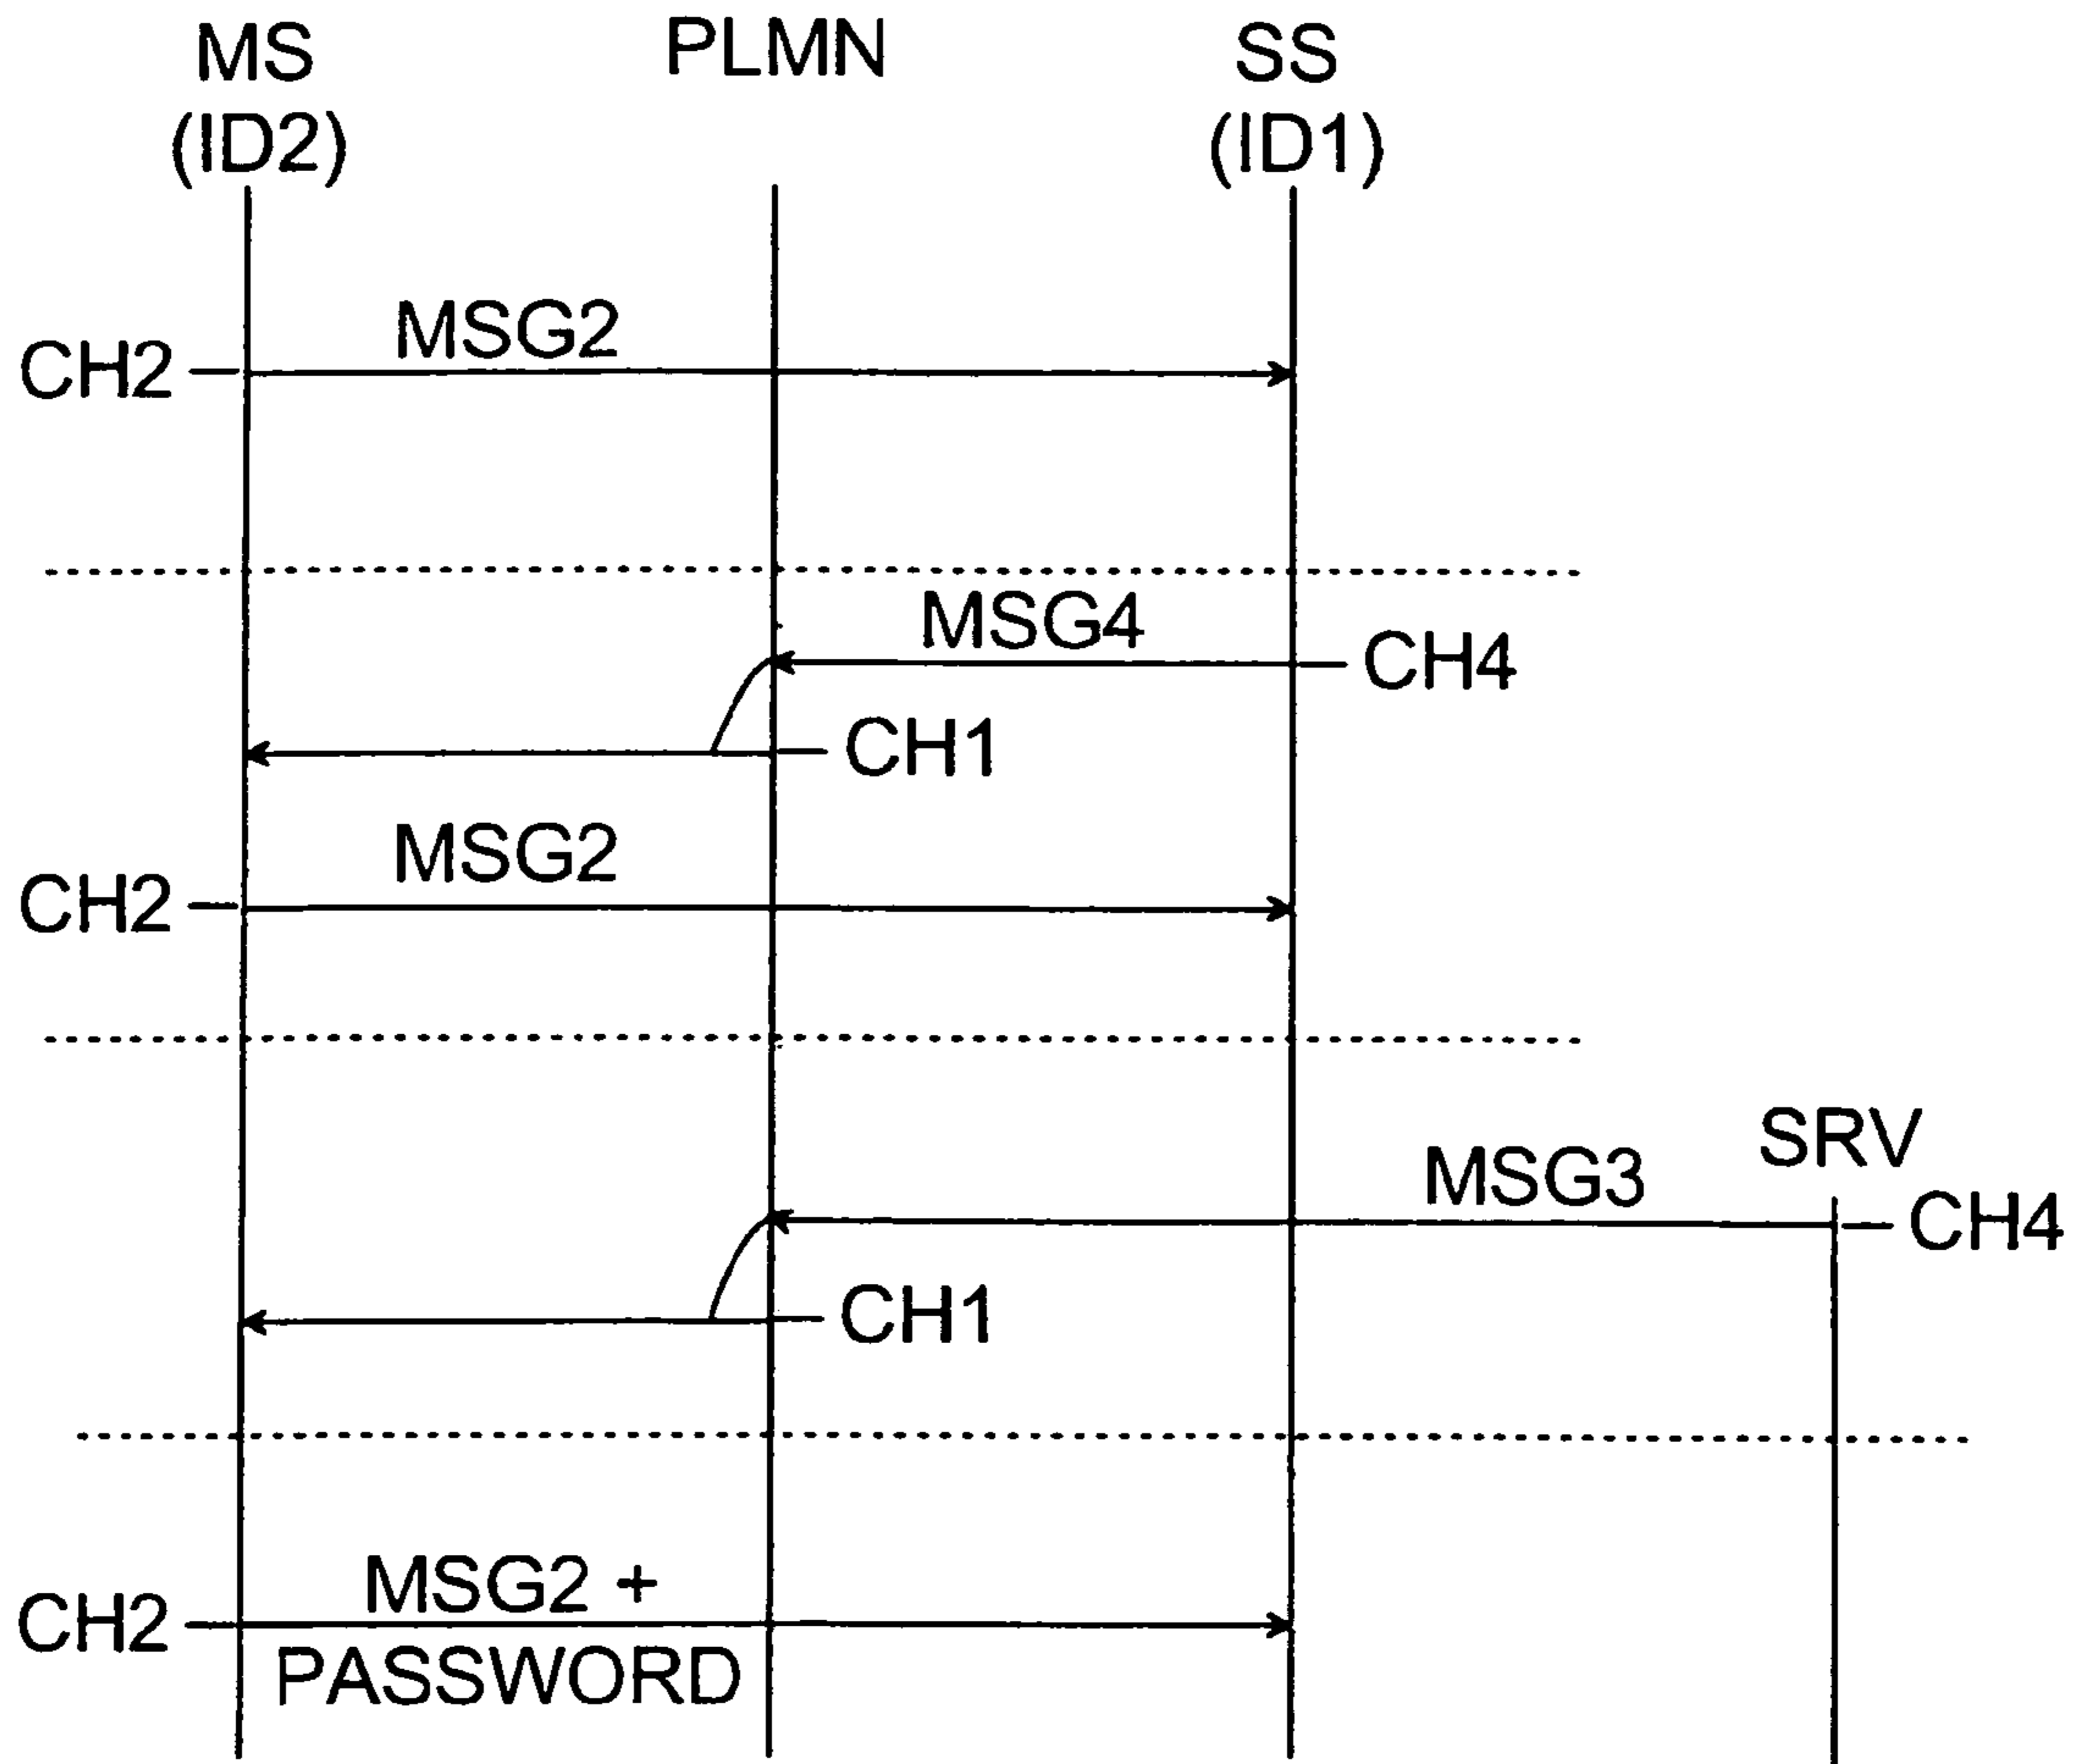 MS PLMN SS
(ID2) (ID1)
MSG2
CH2
MSG4
CH4
CH1
MSG2
CH2
SRV
MSG3
CH4
CH1
MSG2 +
CH2
PASSWORD